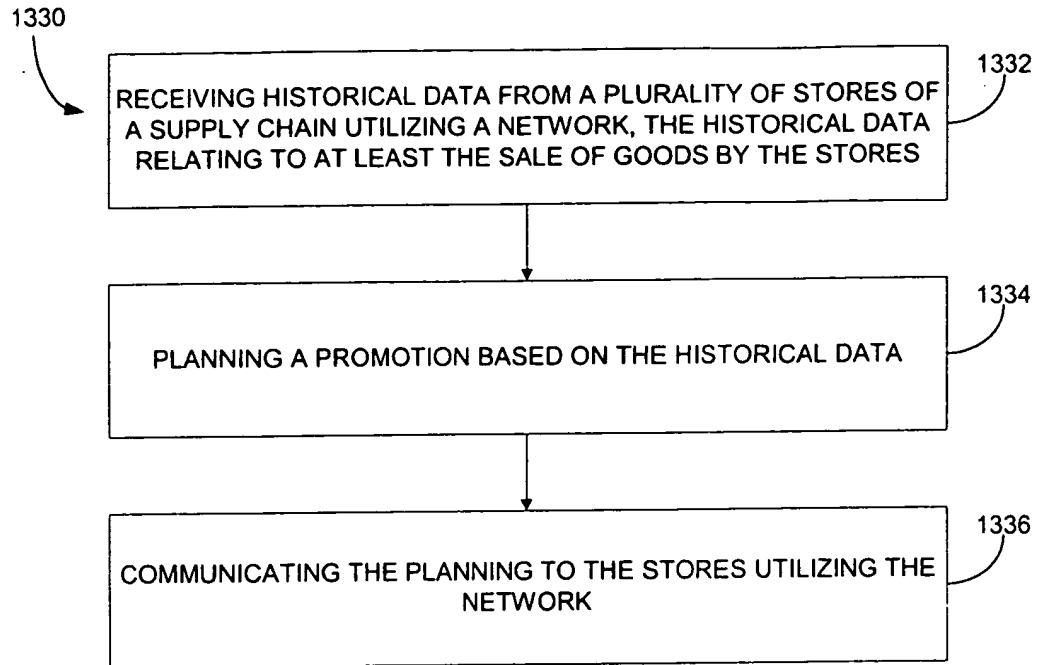 1330
1332
RECEIVING HISTORICAL DATA FROM A PLURALITY OF STORES OF
A SUPPLY CHAIN UTILIZING A NETWORK, THE HISTORICAL DATA
RELATING TO AT LEAST THE SALE OF GOODS BY THE STORES
1334
PLANNING A PROMOTION BASED ON THE HISTORICAL DATA
1336
COMMUNICATING THE PLANNING TO THE STORES UTILIZING THE
NETWORK